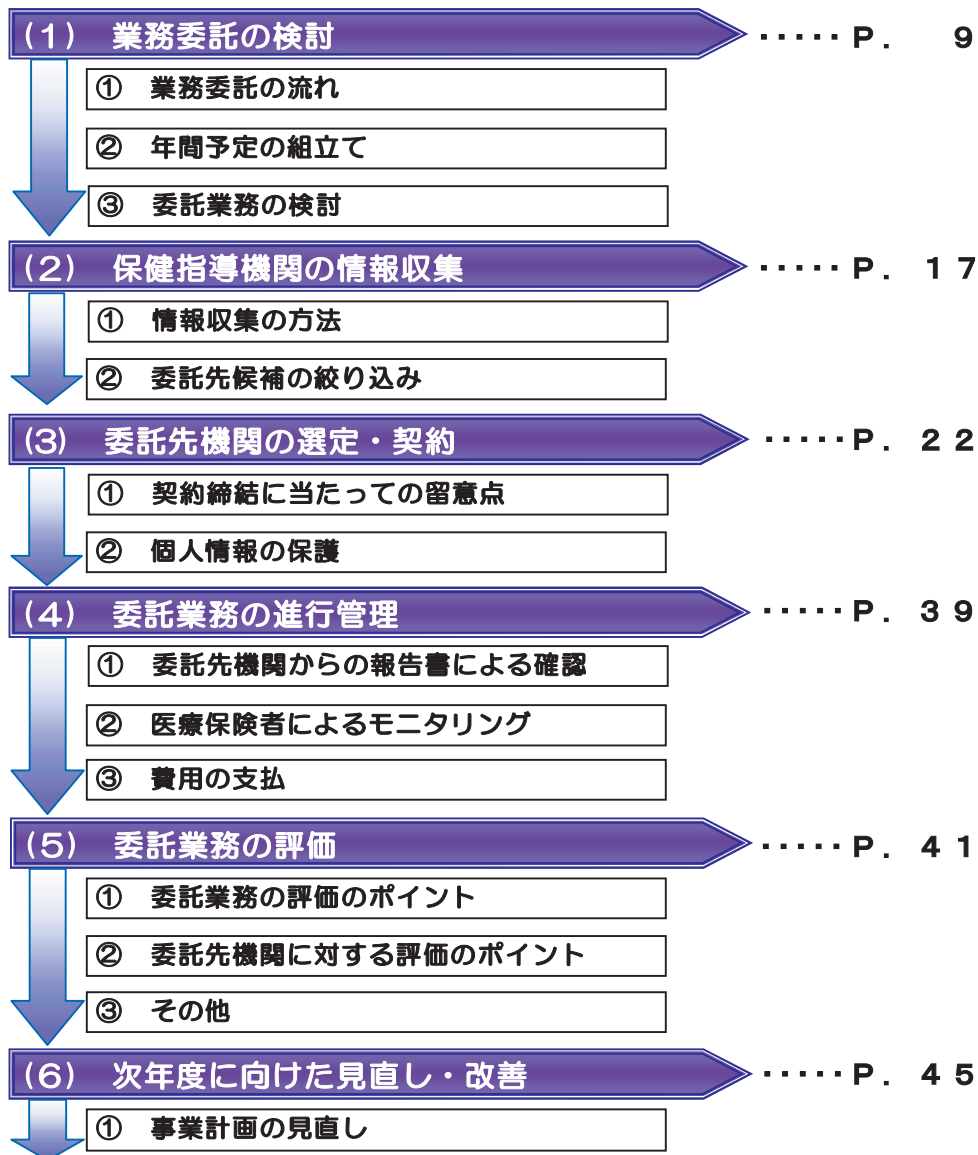 (1) 業務委託の検討 ・・・・・P. 9
① 業務委託の流れ
② 年間予定の組立て
③ 委託業務の検討
(2) 保健指導機関の情報収集 ・・・・・P. 17
① 情報収集の方法
② 委託先候補の絞り込み
(3) 委託先機関の選定・契約 ・・・・・P. 22
① 契約締結に当たっての留意点
② 個人情報の保護
(4) 委託業務の進行管理 ・・・・・P. 39
① 委託先機関からの報告書による確認
② 医療保険者によるモニタリング
③ 費用の支払
(5) 委託業務の評価 ・・・・・P. 41
① 委託業務の評価のポイント
② 委託先機関に対する評価のポイント
③ その他
(6) 次年度に向けた見直し・改善 ・・・・・P. 45
① 事業計画の見直し